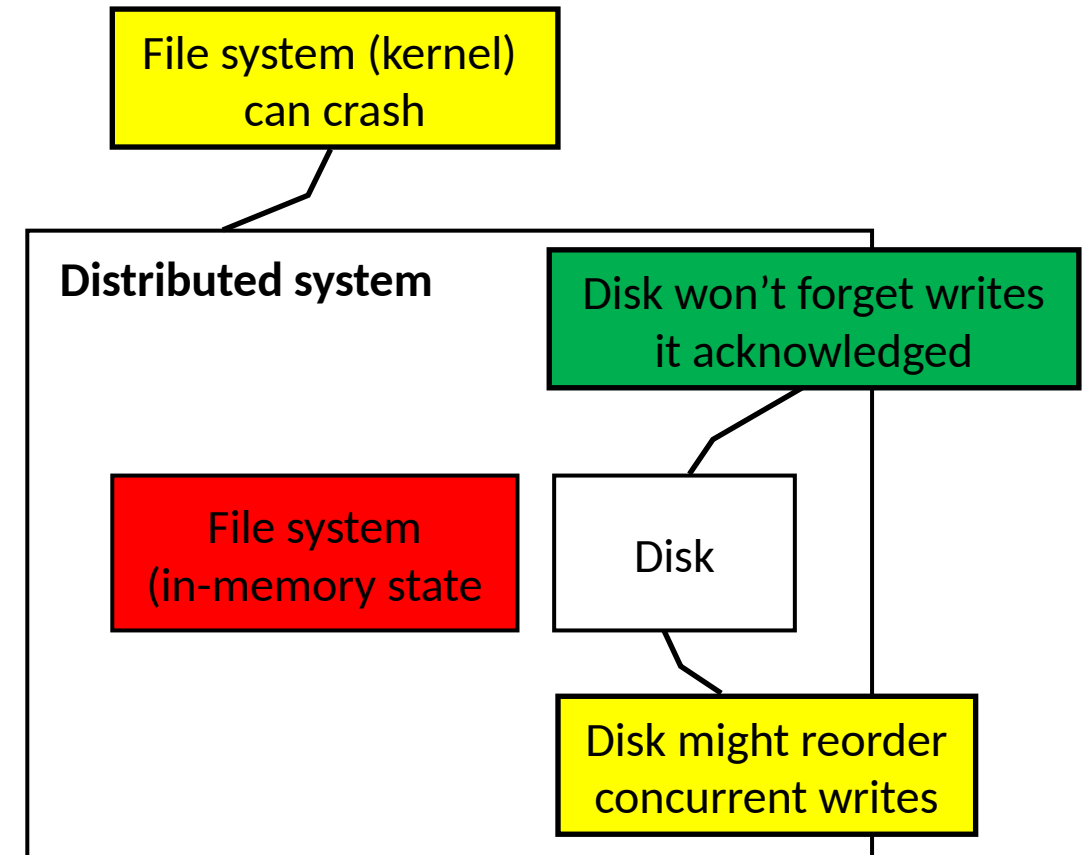 File system (kernel)
can crash
Distributed system
Disk won’t forget writes
it acknowledged
File system
(in-memory state
Disk
Disk might reorder
concurrent writes